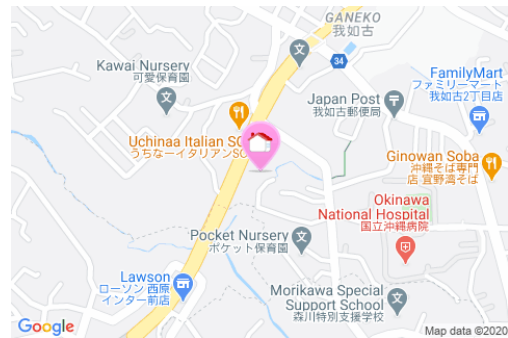 GANEKO
我如古
34
Kawai Nursery
可愛保育園
FamilyMart
ファミリーマート
我如古2丁目店
Japan Post
我如古郵便局
Uchinaa Italian SO
うちなーイタリアンSO
Ginowan Soba
沖縄そば専門
店 宜野湾そば
Okinawa
National Hospital
国立沖縄病院
文
Pocket Nursery
ポケット保育園
文
Lawson
ローソン 西原
インター前店
Morikawa Special
Support School
森川特別支援学校
文
Google
Map data ©2020